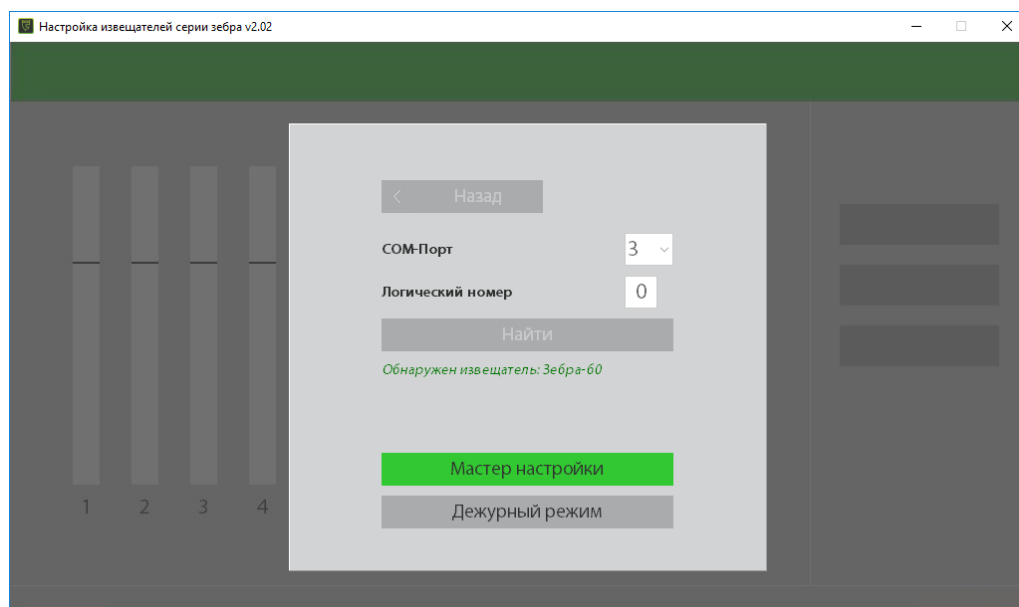 Настройка извещателей серии зебра v2.02
Назад
COM-Порт
3
Логический номер
0
Найти
Обнаружен извещатель: Зебра-60
Мастер настройки
Дежурный режим
1 2 3 4